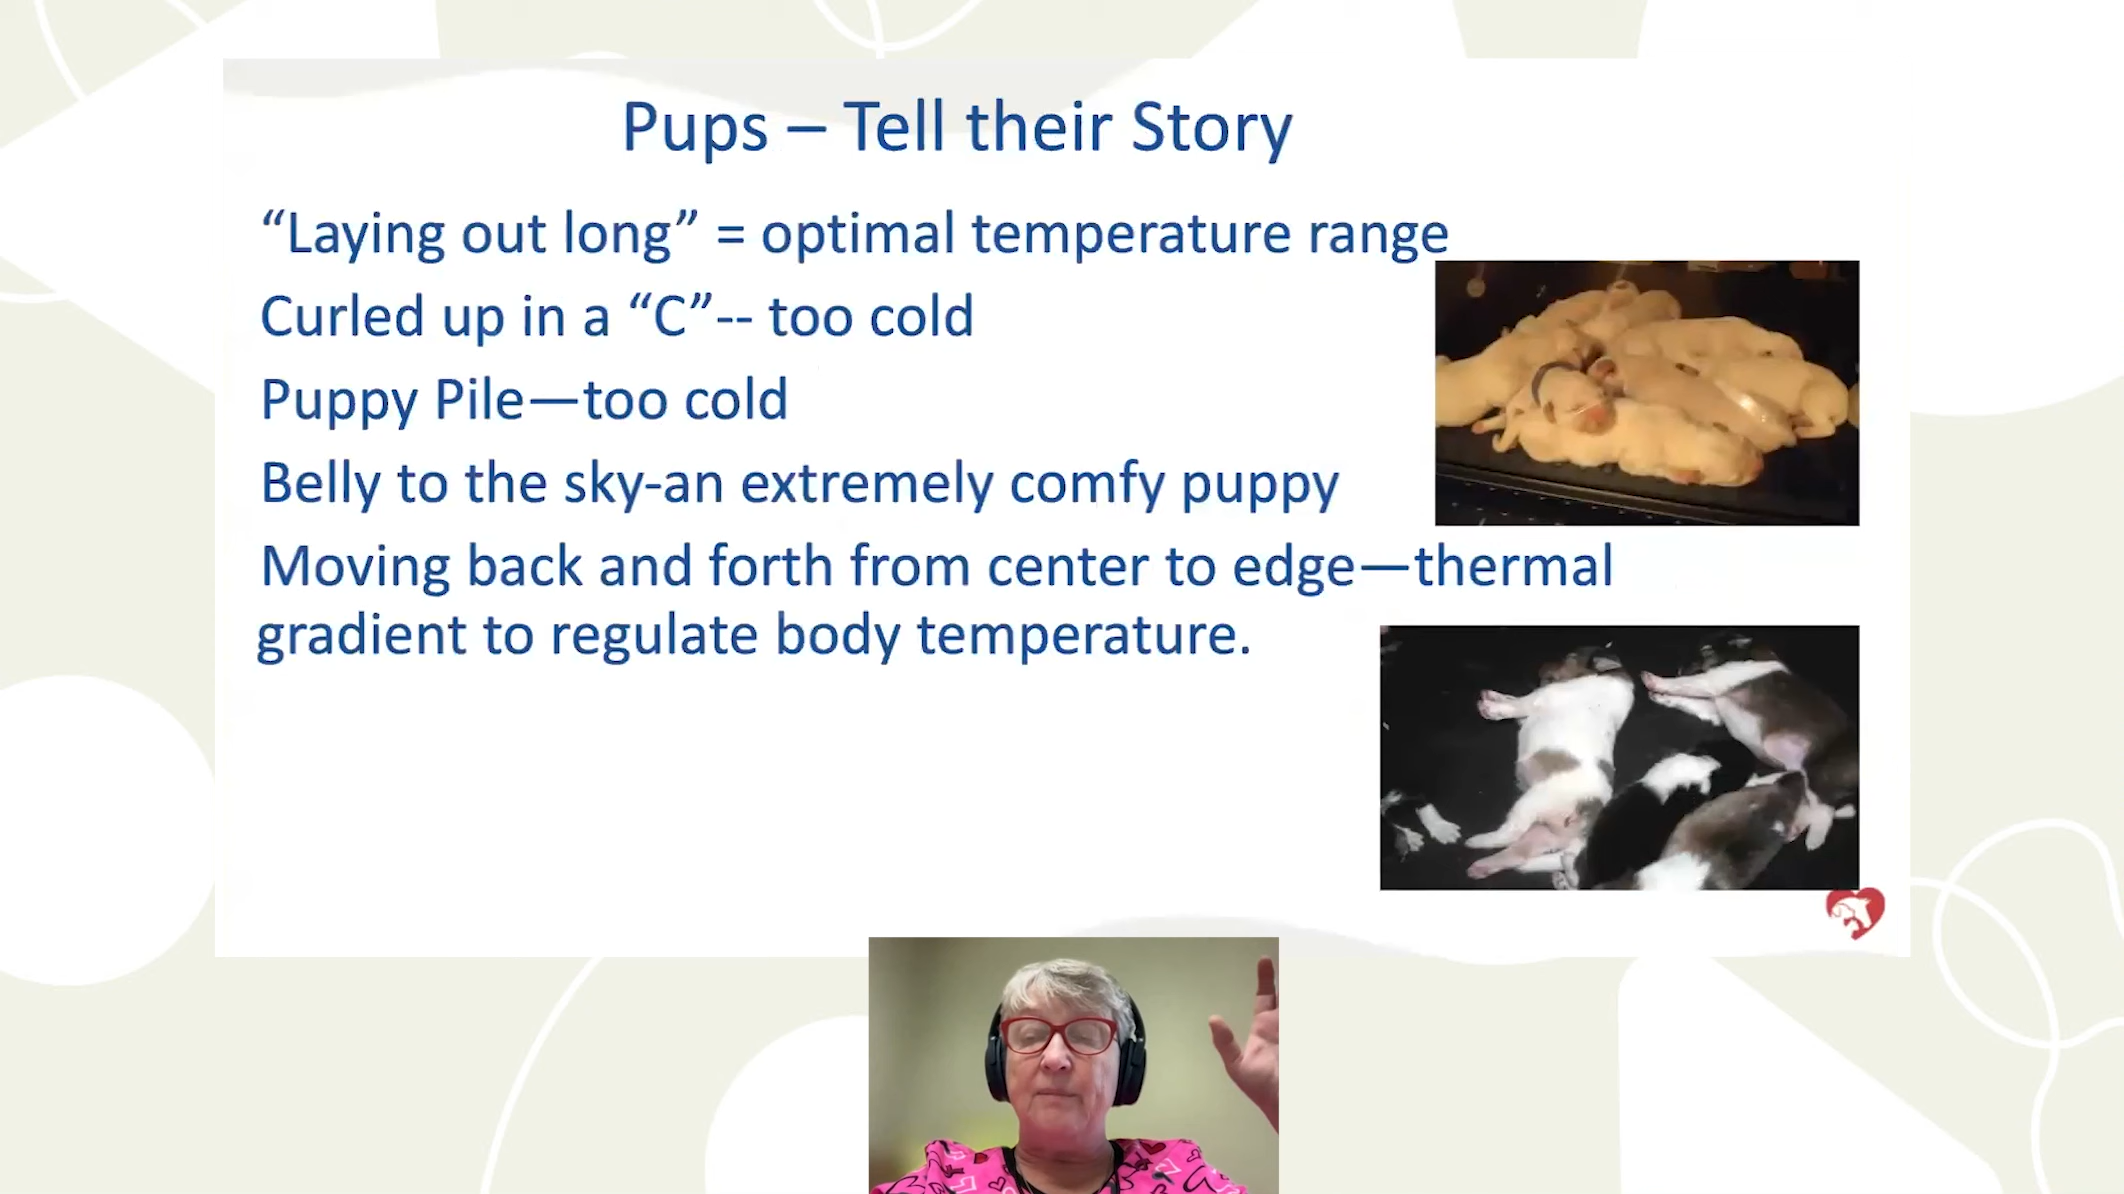 Pups – Tell their Story
“Laying out long” = optimal temperature range
Curled up in a “C”-- too cold
Puppy Pile—too cold
Belly to the sky-an extremely comfy puppy
Moving back and forth from center to edge—thermal
gradient to regulate body temperature.